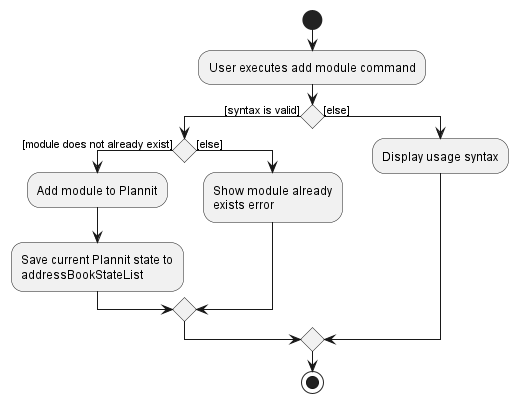 User executes add module command
[syntax is valid]
[else]
[module does not already exist]
[else]
Display usage syntax
Add module to Plannit
Show module already
exists error
Save current Plannit state to
addressBookStateList